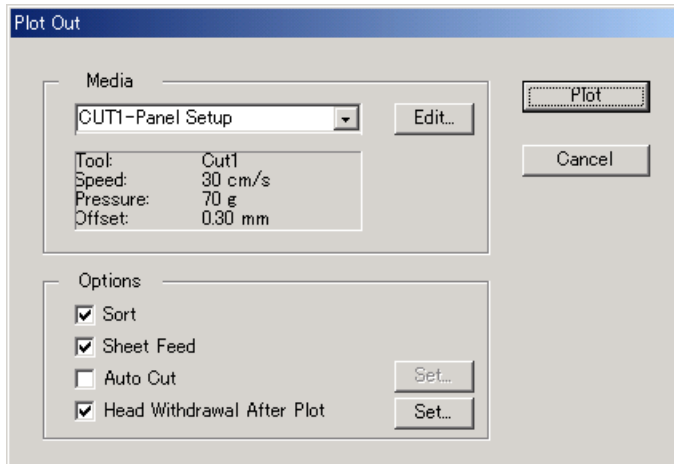 Plot Out
Media
CUT1-Panel Setup
Edit...
Plot
Cancel
Tool: Cut1
Speed: 30 cm/s
Pressure: 70 g
Offset: 0.30 mm
Options
Sort
Sheet Feed
Auto Cut
Set...
Head Withdrawal After Plot
Set...